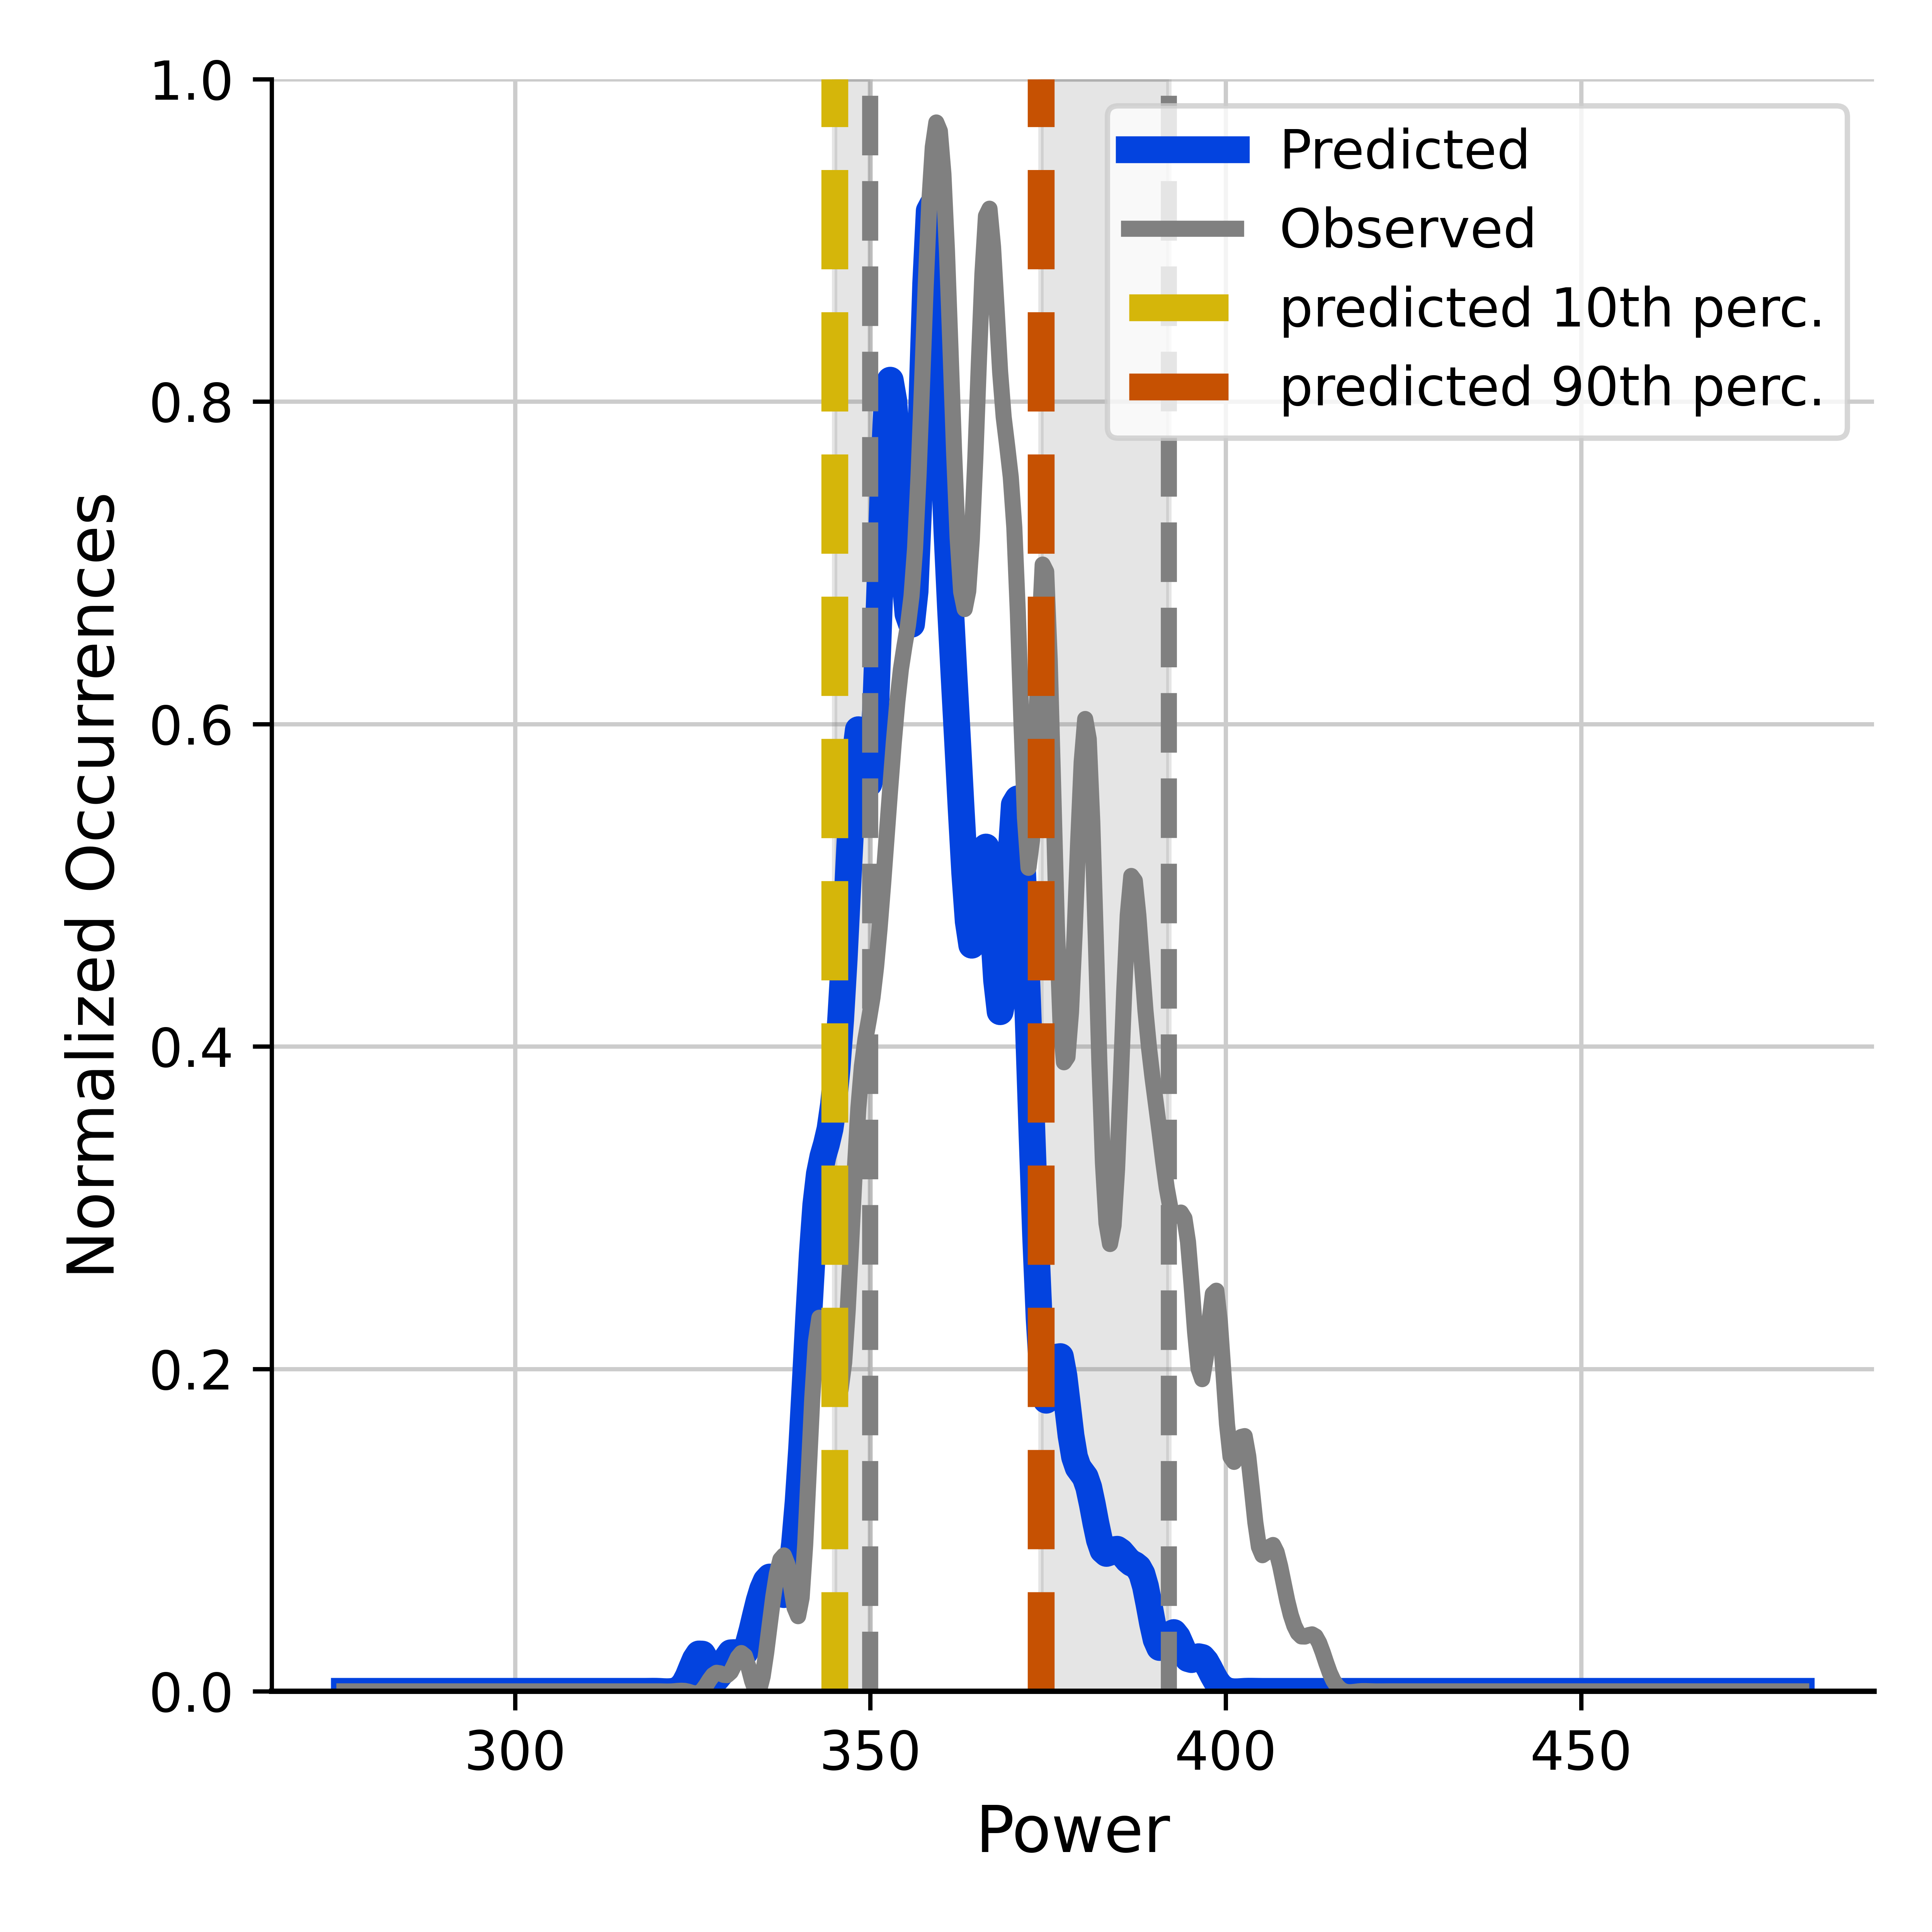 1.0
0.8
0.6
0.4
0.2
0.0
Normalized Occurrences
Predicted
Observed
predicted 10th perc.
predicted 90th perc.
300 350 400 450
Power